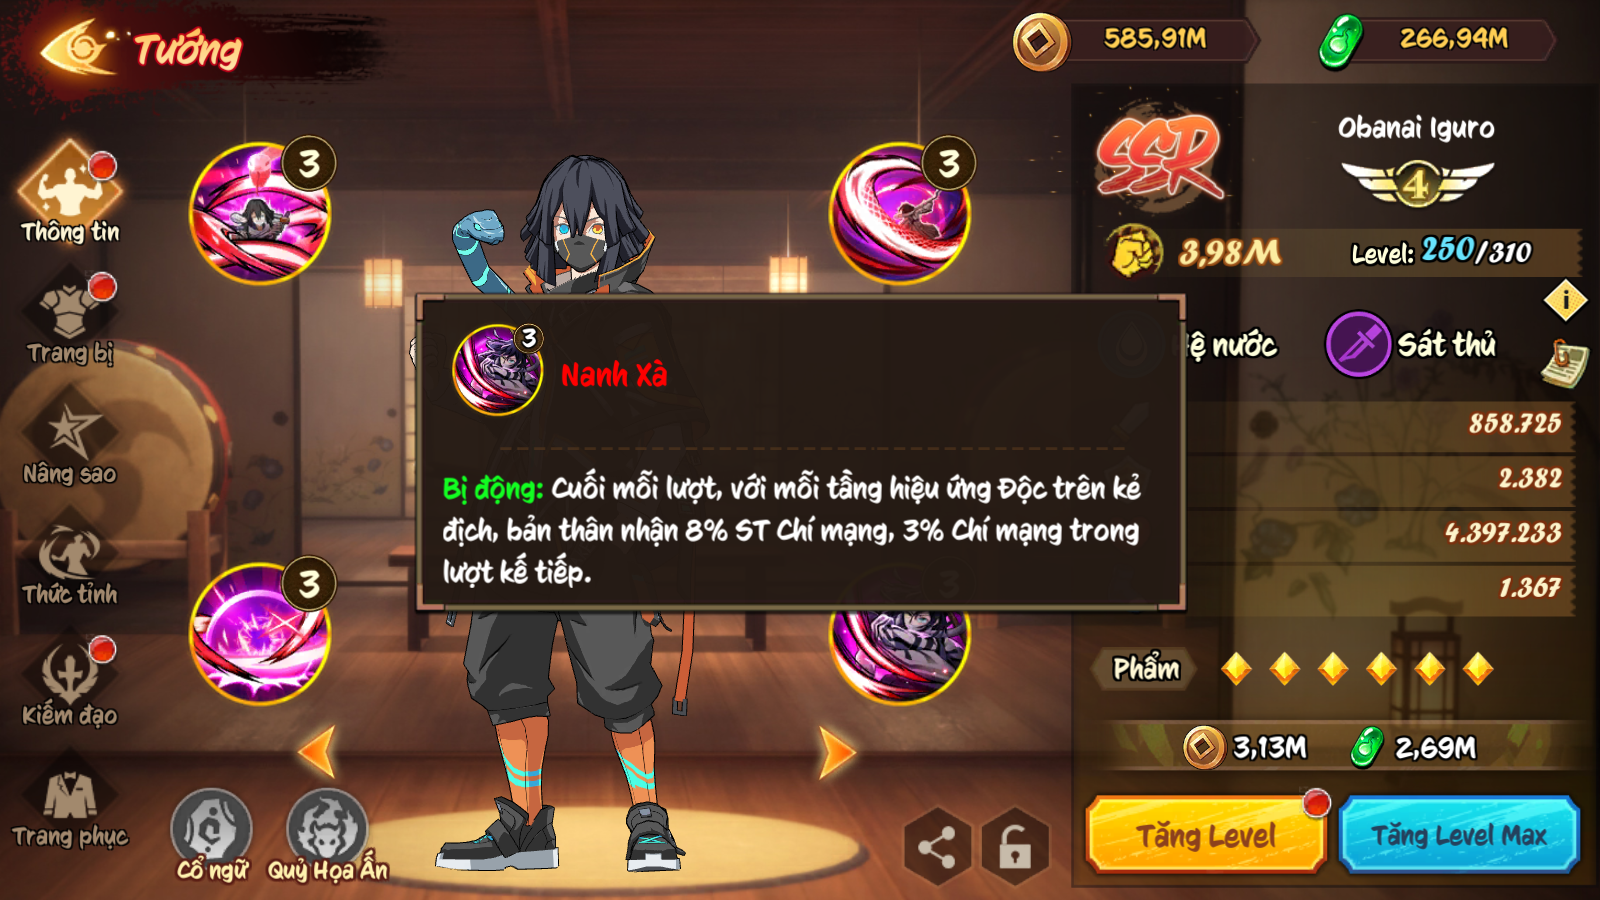 Tướng
585,91M
266,94M
Thông tin
Trang bị
Nâng sao
Thức tỉnh
Kiếm đạo
Trang phục
3
3
3
3
SSR
Obanai Iguro
4
3,98M
Level: 250/310
i
ệ nước
Sát thủ
3
Nanh Xà
Bị động: Cuối mỗi lượt, với mỗi tầng hiệu ứng Độc trên kẻ
địch, bản thân nhận 8% ST Chí mạng, 3% Chí mạng trong
lượt kế tiếp.
858.725
2.382
4.397.233
1.367
Phẩm
3,13M
2,69M
Tăng Level
Tăng Level Max
Cổ ngữ
Quỷ Họa Ấn